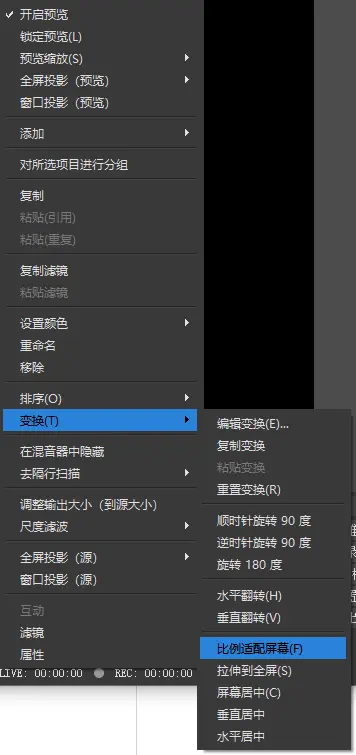 开启预览
锁定预览(L)
预览缩放(S)
全屏投影（预览）
窗口投影（预览）
添加
对所选项目进行分组
复制
粘贴(引用)
粘贴(重复)
复制滤镜
粘贴滤镜
设置颜色
重命名
移除
排序(O)
变换(T)
在混音器中隐藏
去隔行扫描
调整输出大小（到源大小）
尺度滤波
全屏投影（源）
窗口投影（源）
互动
滤镜
属性
LIVE: 00:00:00
REC: 00:00:00
编辑变换(E)...
复制变换
粘贴变换
重置变换(R)
顺时针旋转 90 度
逆时针旋转 90 度
旋转 180 度
水平翻转(H)
垂直翻转(V)
比例适配屏幕(F)
拉伸到全屏(S)
屏幕居中(C)
垂直居中
水平居中